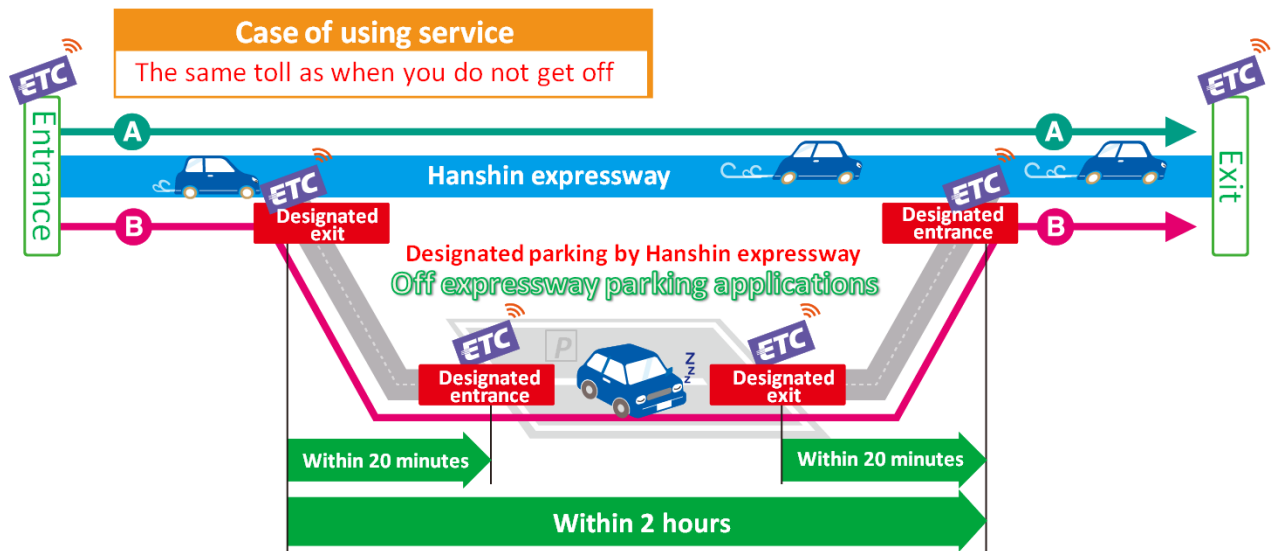 Case of using service
The same toll as when you do not get off
ETC
ETC
Entrance
A
A
Exit
Hanshin expressway
ETC
ETC
B
Designated
exit
Designated
entrance
B
Designated parking by Hanshin expressway
Off expressway parking applications
ETC
P
ETC
z
z
z
Designated
entrance
Designated
exit
Within 20 minutes
Within 20 minutes
Within 2 hours